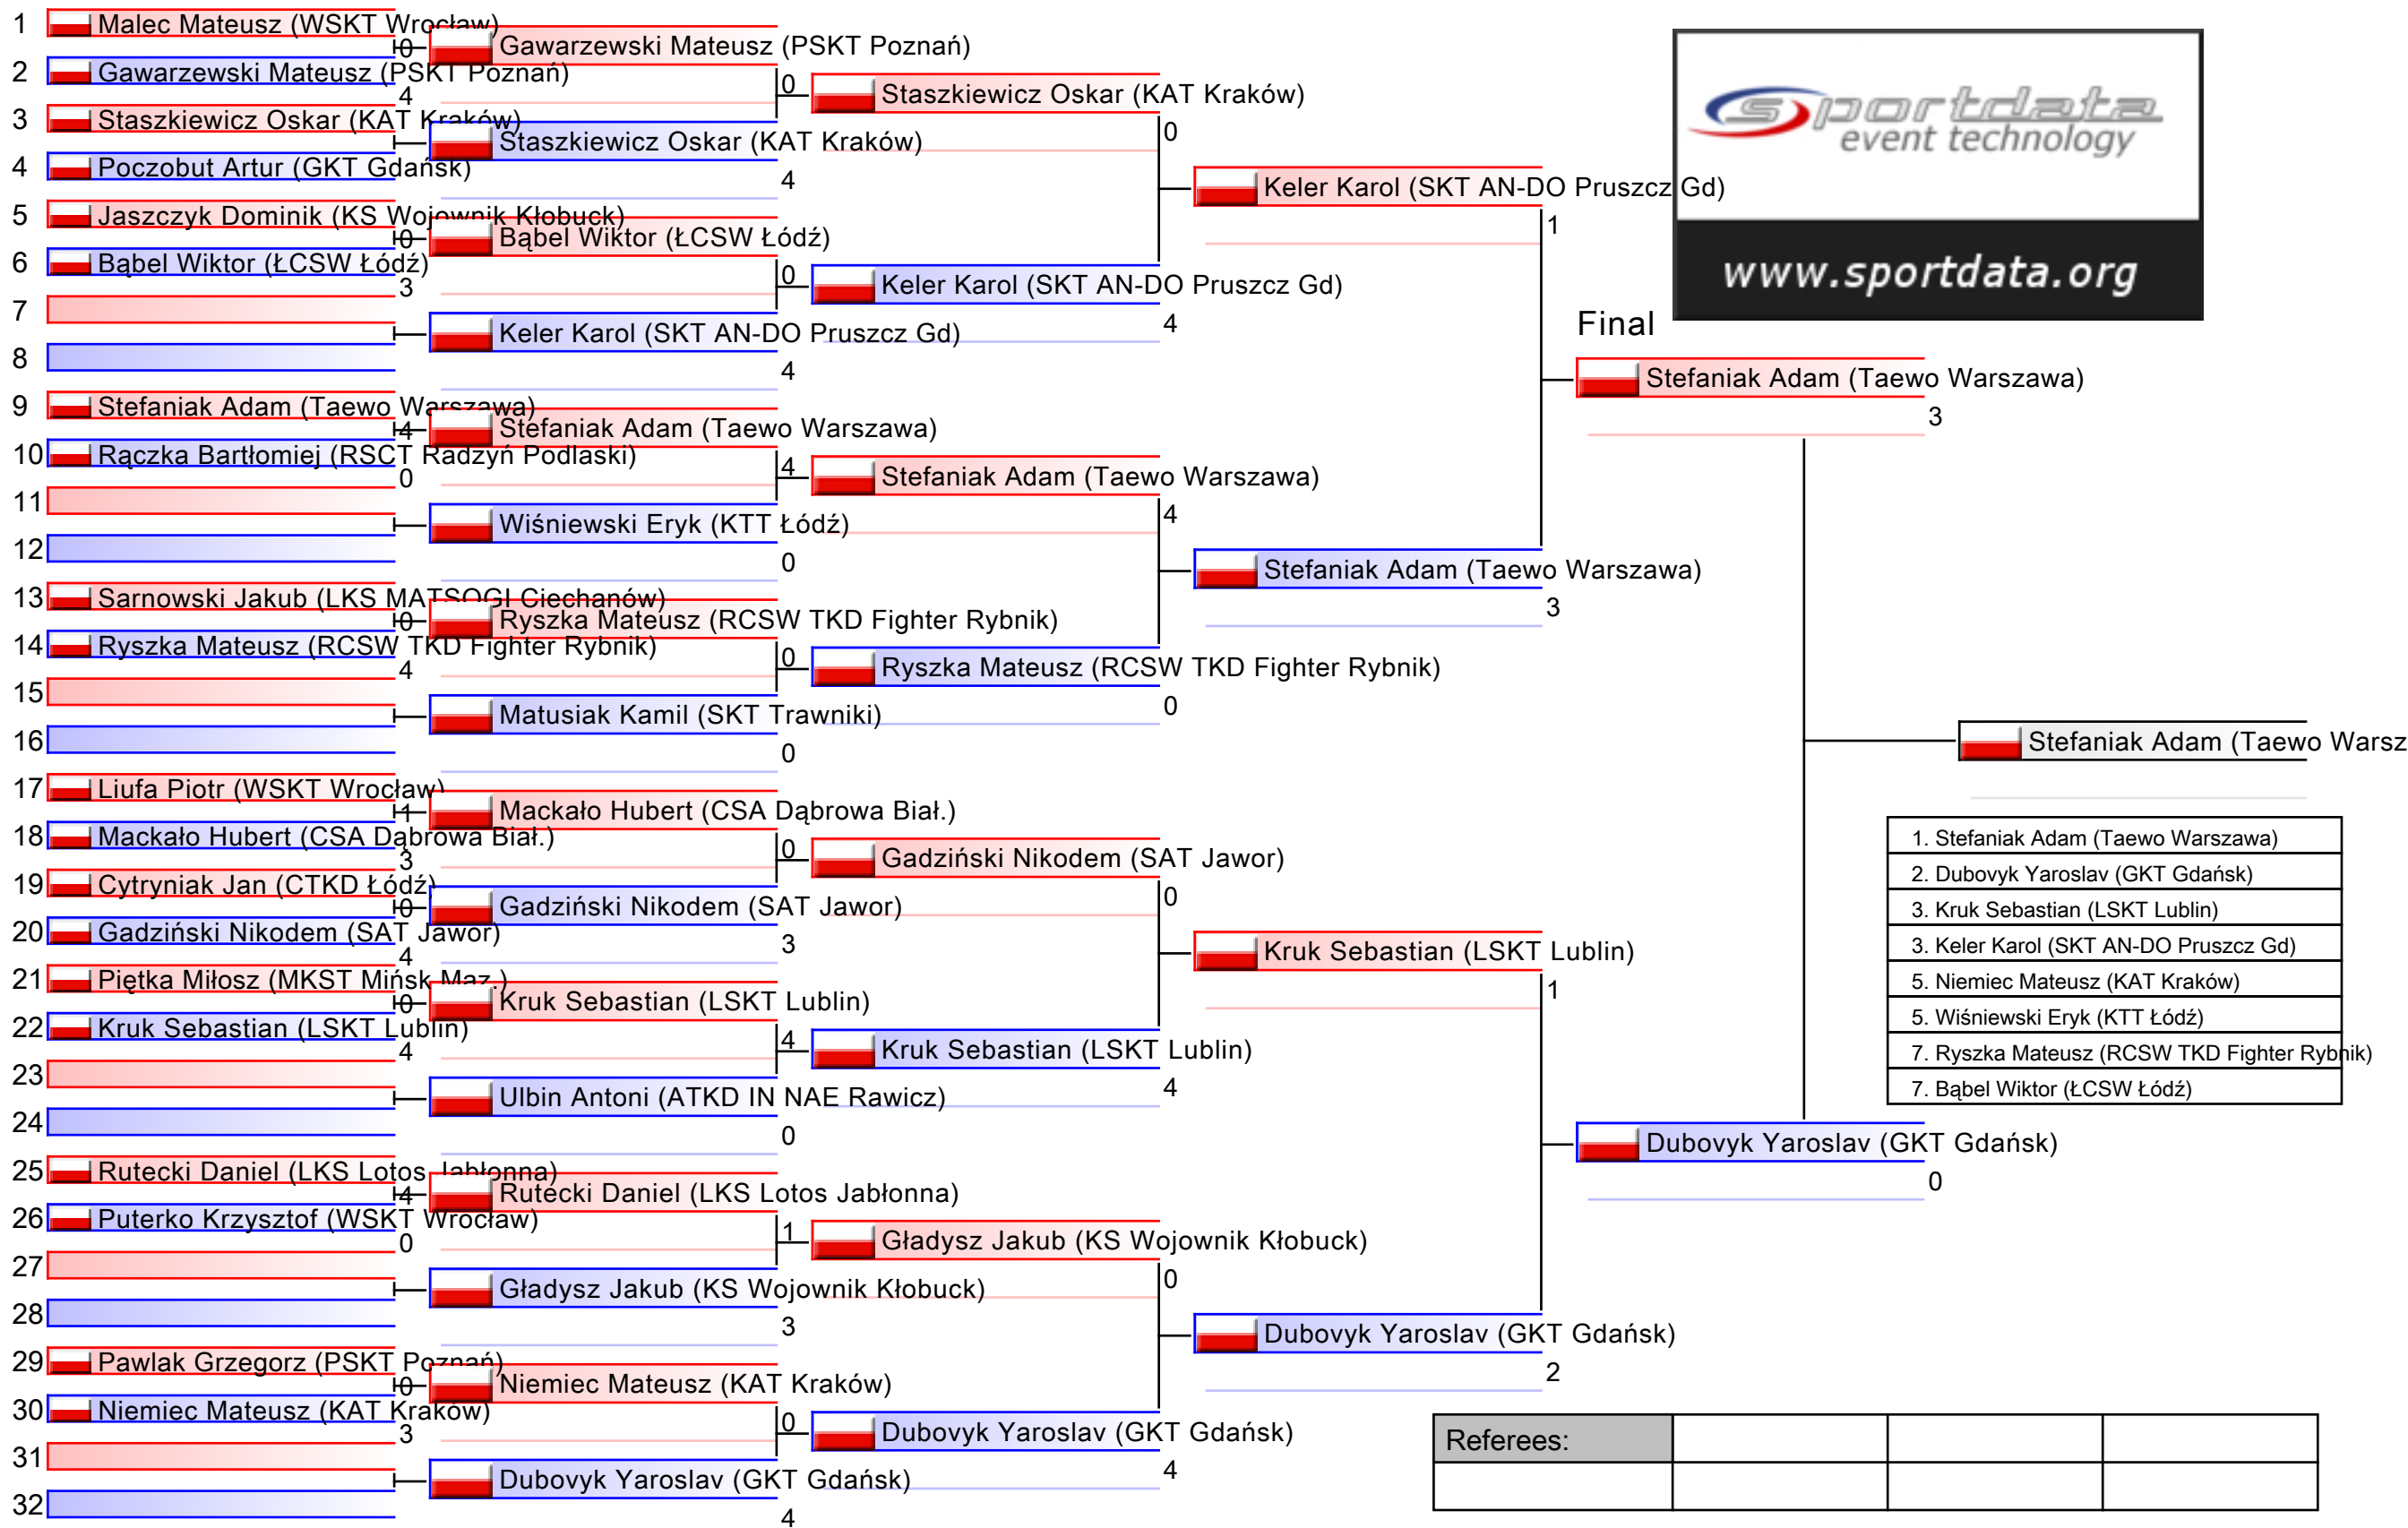 1 Malec Mateusz (WSKT Wrocław)
0
2 Gawarzewski Mateusz (PSKT Poznań)
4
3 Staszkiewicz Oskar (KAT Kraków)
4 Poczobut Artur (GKT Gdańsk)
5 Jaszczyk Dominik (KS Wojownik Kłobuck)
0
6 Bąbel Wiktor (ŁCSW Łódź)
3
7
8
9 Stefaniak Adam (Taewo Warszawa)
4
10 Rączka Bartłomiej (RSCT Radzyń Podlaski)
0
11
12
13 Sarnowski Jakub (LKS MATSOGI Ciechanów)
0
14 Ryszka Mateusz (RCSW TKD Fighter Rybnik)
4
15
16
17 Liufa Piotr (WSKT Wrocław)
1
18 Mackało Hubert (CSA Dąbrowa Biał.)
3
19 Cytryniak Jan (CTKD Łódź)
0
20 Gadziński Nikodem (SAT Jawor)
4
21 Piętka Miłosz (MKST Mińsk Maz.)
0
22 Kruk Sebastian (LSKT Lublin)
4
23
24
25 Rutecki Daniel (LKS Lotos Jabłonna)
4
26 Puterko Krzysztof (WSKT Wrocław)
0
27
28
29 Pawlak Grzegorz (PSKT Poznań)
0
30 Niemiec Mateusz (KAT Kraków)
3
31
32
Gawarzewski Mateusz (PSKT Poznań)
0
Staszkiewicz Oskar (KAT Kraków)
4
Bąbel Wiktor (ŁCSW Łódź)
0
Keler Karol (SKT AN-DO Pruszcz Gd)
4
Stefaniak Adam (Taewo Warszawa)
4
Wiśniewski Eryk (KTT Łódź)
0
Ryszka Mateusz (RCSW TKD Fighter Rybnik)
0
Matusiak Kamil (SKT Trawniki)
0
Mackało Hubert (CSA Dąbrowa Biał.)
0
Gadziński Nikodem (SAT Jawor)
3
Kruk Sebastian (LSKT Lublin)
4
Ulbin Antoni (ATKD IN NAE Rawicz)
0
Rutecki Daniel (LKS Lotos Jabłonna)
1
Gładysz Jakub (KS Wojownik Kłobuck)
3
Niemiec Mateusz (KAT Kraków)
0
Dubovyk Yaroslav (GKT Gdańsk)
4
Staszkiewicz Oskar (KAT Kraków)
0
Keler Karol (SKT AN-DO Pruszcz Gd)
4
Stefaniak Adam (Taewo Warszawa)
4
Ryszka Mateusz (RCSW TKD Fighter Rybnik)
0
Gadziński Nikodem (SAT Jawor)
0
Kruk Sebastian (LSKT Lublin)
4
Gładysz Jakub (KS Wojownik Kłobuck)
0
Dubovyk Yaroslav (GKT Gdańsk)
4
Keler Karol (SKT AN-DO Pruszcz Gd)
1
Stefaniak Adam (Taewo Warszawa)
3
Kruk Sebastian (LSKT Lublin)
1
Dubovyk Yaroslav (GKT Gdańsk)
2
sportdata
event technology
www.sportdata.org
Final
Stefaniak Adam (Taewo Warszawa)
3
Dubovyk Yaroslav (GKT Gdańsk)
0
Stefaniak Adam (Taewo Warsz
1. Stefaniak Adam (Taewo Warszawa)
2. Dubovyk Yaroslav (GKT Gdańsk)
3. Kruk Sebastian (LSKT Lublin)
3. Keler Karol (SKT AN-DO Pruszcz Gd)
5. Niemiec Mateusz (KAT Kraków)
5. Wiśniewski Eryk (KTT Łódź)
7. Ryszka Mateusz (RCSW TKD Fighter Rybnik)
7. Bąbel Wiktor (ŁCSW Łódź)
Referees: